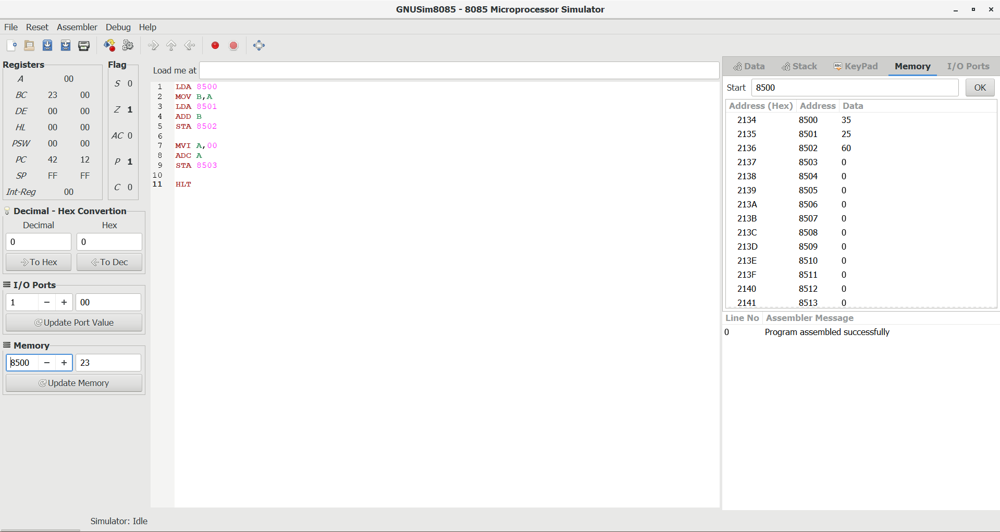 GNUSim8085 - 8085 Microprocessor Simulator
File Reset Assembler Debug Help
Registers
A 00
BC 23 00
DE 00 00
HL 00 00
PSW 00 00
PC 42 12
SP FF FF
Int-Reg 00
Flag
S 0
Z 1
AC 0
P 1
C 0
Decimal - Hex Convertion
Decimal Hex
0 0
To Hex To Dec
I/O Ports
1 − + 00
Update Port Value
Memory
8500 − + 23
Update Memory
Load me at
1 LDA 8500
2 MOV B,A
3 LDA 8501
4 ADD B
5 STA 8502
6
7 MVI A,00
8 ADC A
9 STA 8503
10
11 HLT
Data Stack Abc KeyPad Memory I/O Ports
Start 8500 OK
Address (Hex) Address Data
2134 8500 35
2135 8501 25
2136 8502 60
2137 8503 0
2138 8504 0
2139 8505 0
213A 8506 0
213B 8507 0
213C 8508 0
213D 8509 0
213E 8510 0
213F 8511 0
2140 8512 0
2141 8513 0
Line No Assembler Message
0 Program assembled successfully
Simulator: Idle